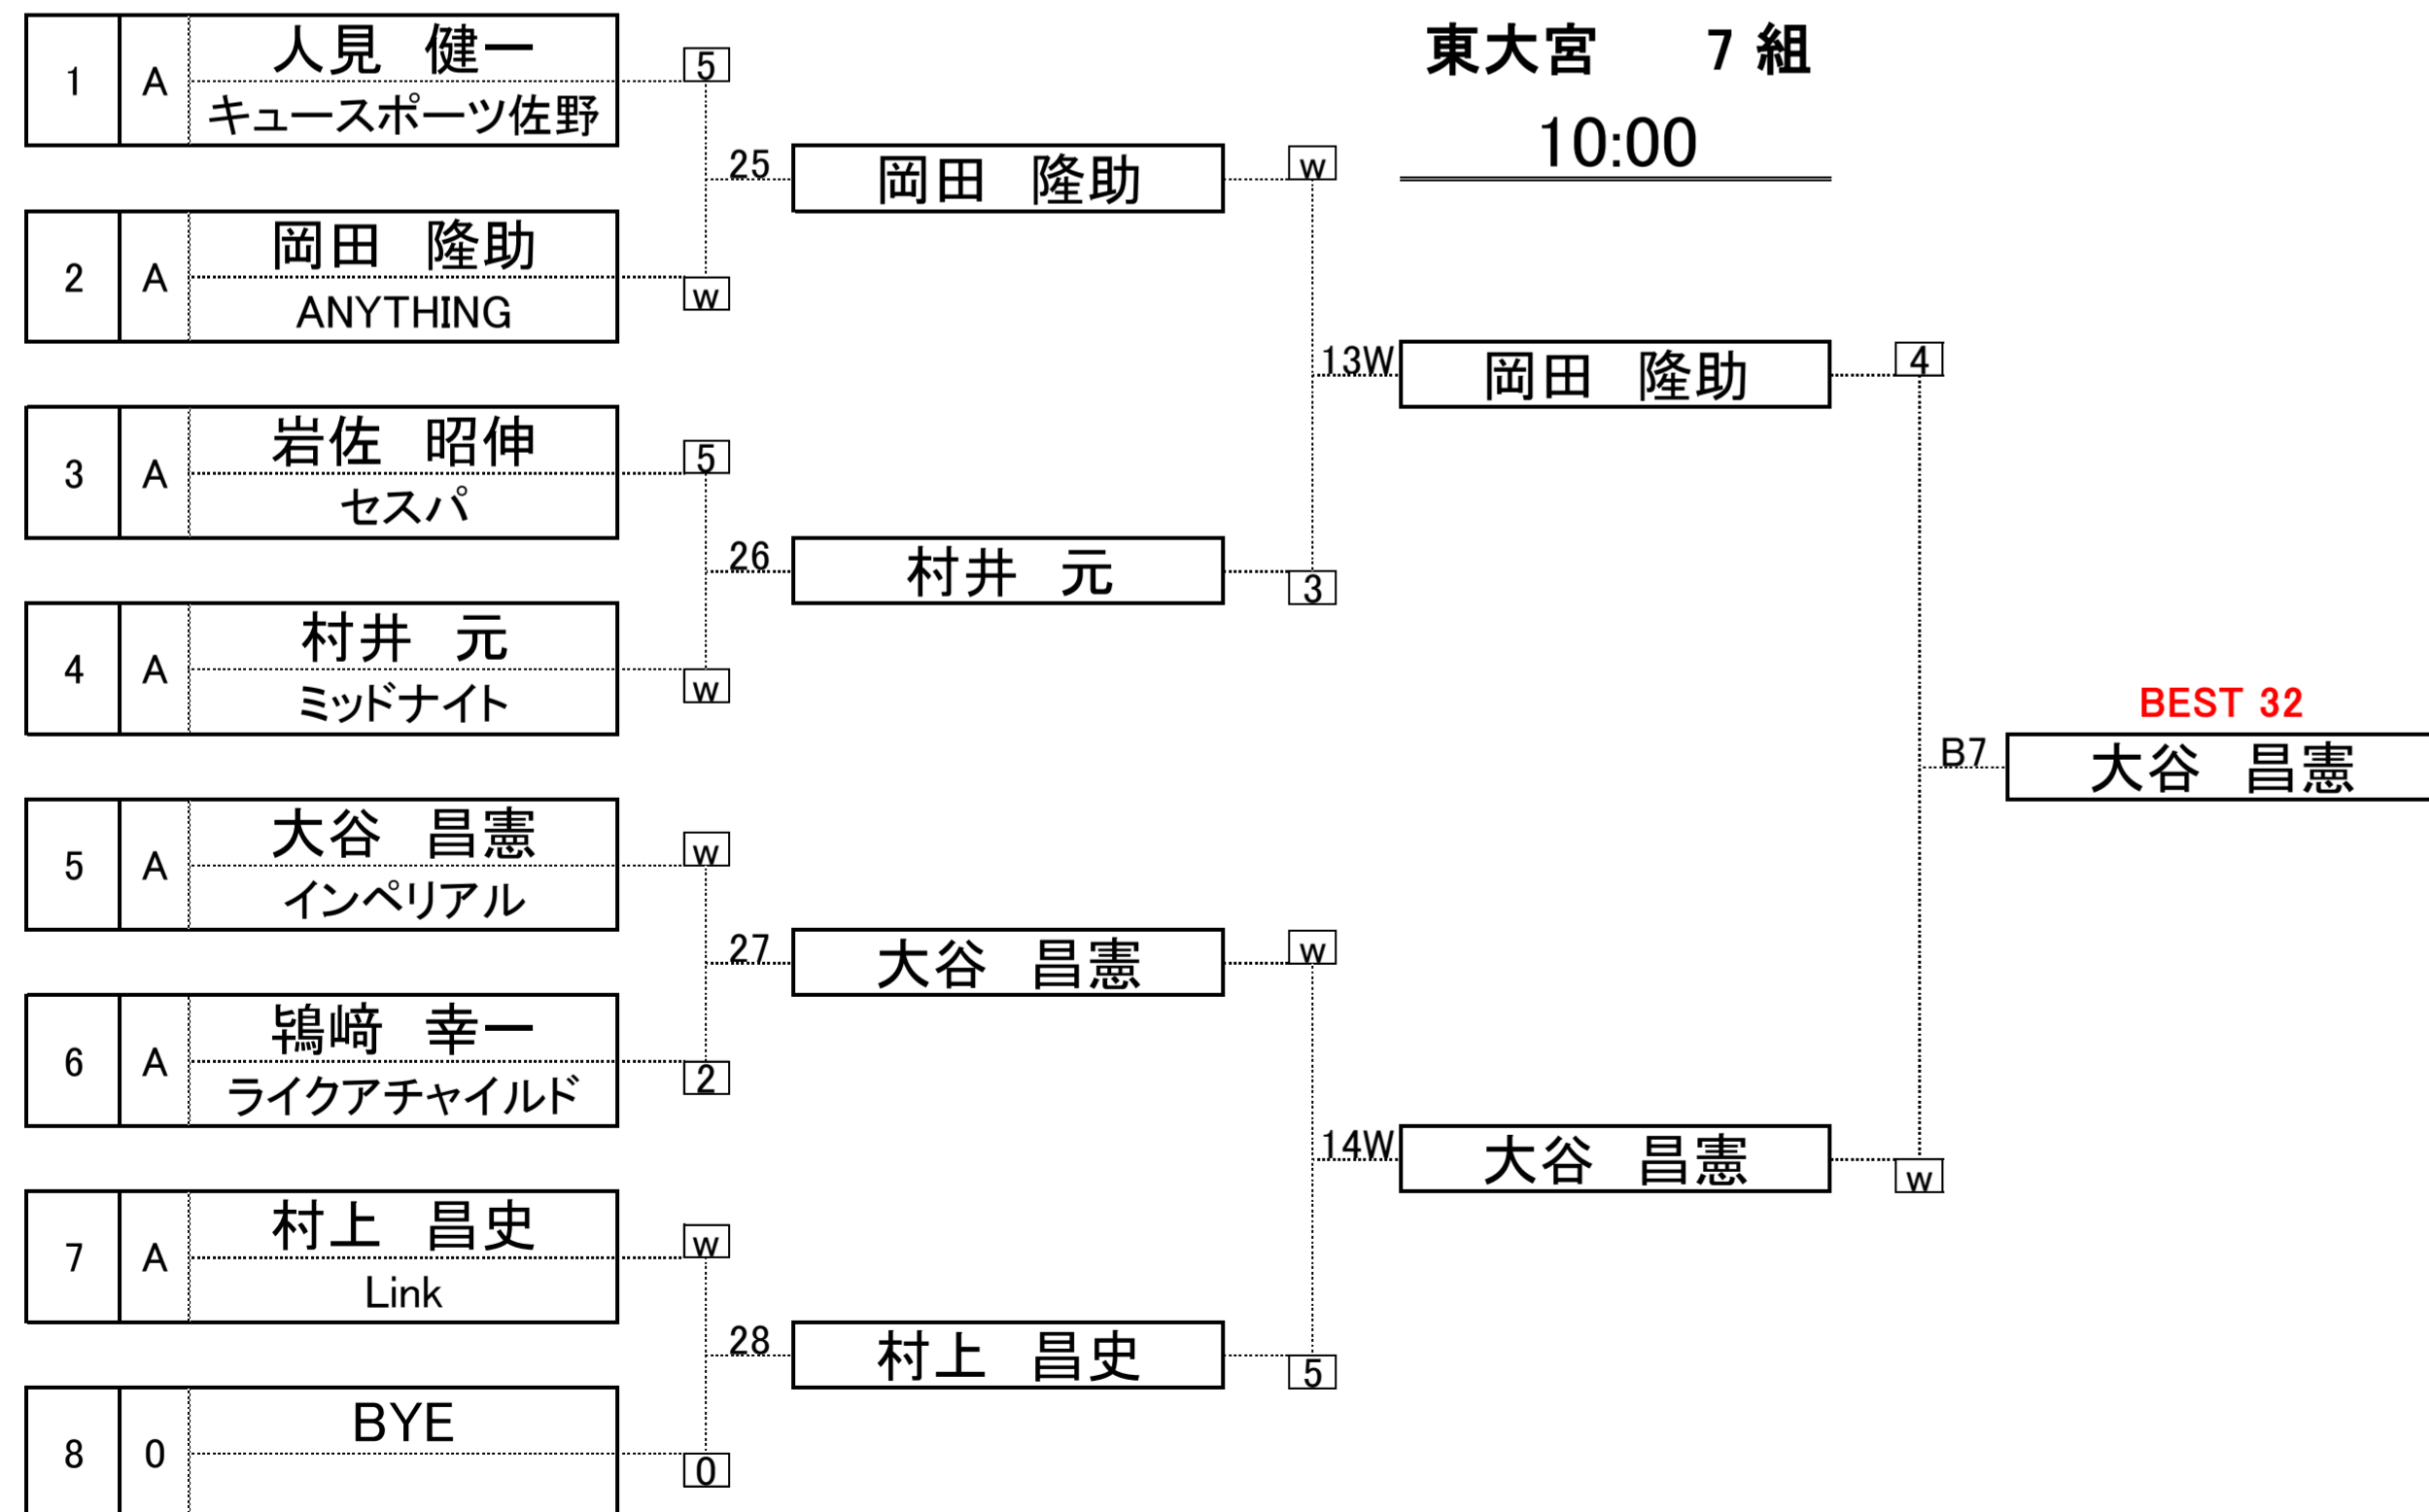 東大宮 7 組
10:00
1 A 人見 健一
キュースポーツ佐野
5
25 岡田 隆助 w
2 A 岡田 隆助
ANYTHING
w
13W 岡田 隆助 4
3 A 岩佐 昭伸
セスパ
5
26 村井 元 3
4 A 村井 元
ミッドナイト
w
BEST 32
B7 大谷 昌憲
5 A 大谷 昌憲
インペリアル
w
27 大谷 昌憲 w
6 A 鴇﨑 幸一
ライクアチャイルド
2
14W 大谷 昌憲 w
7 A 村上 昌史
Link
w
28 村上 昌史 5
8 0 BYE
0